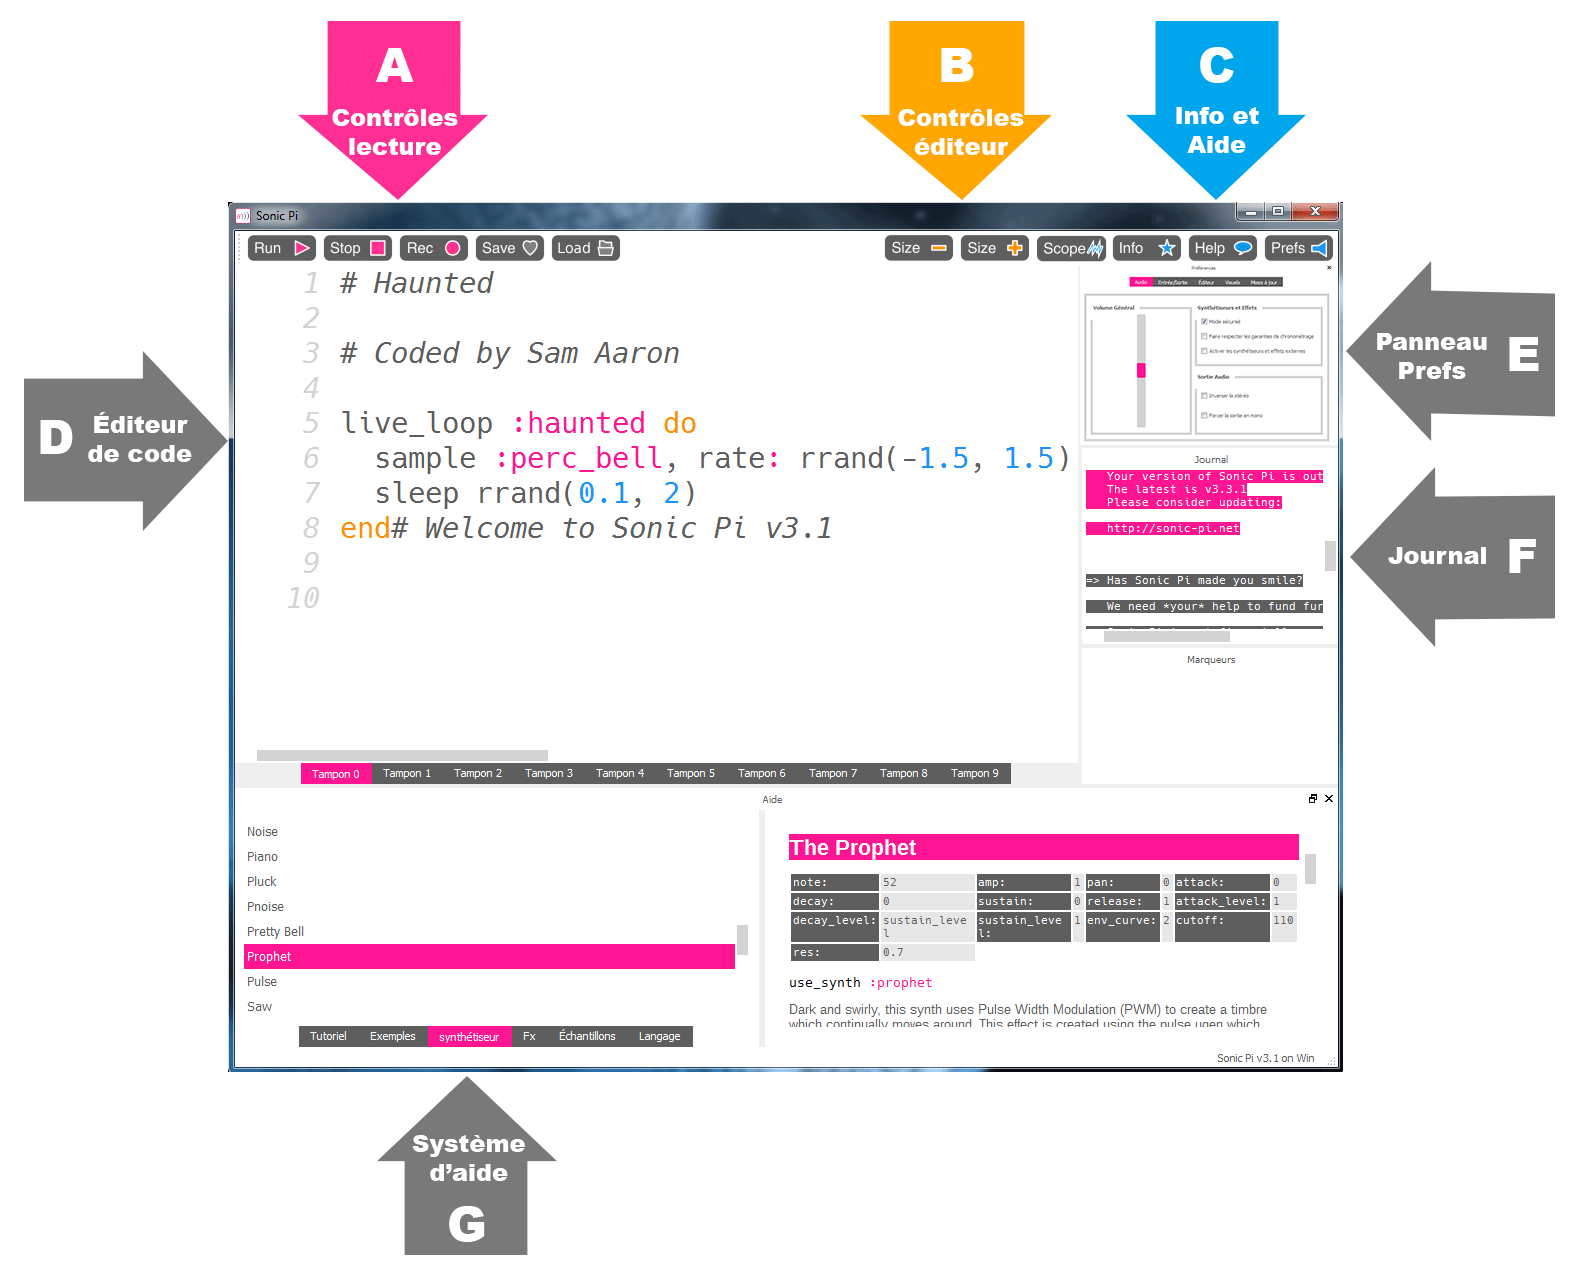 A
Contrôles
lecture
B
Contrôles
éditeur
C
Info et
Aide
Sonic Pi
Run Stop Rec Save Load Size Size Scope Info Help Prefs
1 # Haunted
2
3 # Coded by Sam Aaron
4
5 live_loop :haunted do
6 sample :perc_bell, rate: rrand(-1.5, 1.5)
7 sleep rrand(0.1, 2)
8 end# Welcome to Sonic Pi v3.1
9
10
D
Éditeur
de code
Préférences
Audio Entrée/Sortie Éditeur Visuels Mises à jour
Volume Général
Synthétiseurs et Effets
Mode sécurisé
Faire respecter les garanties de chronométrage
Activer les synthétiseurs et effets externes
Sortie Audio
Inverser la stéréo
Forcer la sortie en mono
Panneau
Prefs
E
Journal
Your version of Sonic Pi is out
The latest is v3.3.1
Please consider updating:
http://sonic-pi.net
=> Has Sonic Pi made you smile?
We need *your* help to fund fur
Journal
F
Marqueurs
Tampon 0 Tampon 1 Tampon 2 Tampon 3 Tampon 4 Tampon 5 Tampon 6 Tampon 7 Tampon 8 Tampon 9
Aide
Noise
Piano
Pluck
Pnoise
Pretty Bell
Prophet
Pulse
Saw
Tutoriel Exemples synthétiseur Fx Échantillons Langage
The Prophet
note: 52 amp: 1 pan: 0 attack: 0
decay: 0 sustain: 0 release: 1 attack_level: 1
decay_level: sustain_leve
l sustain_leve
l: 1 env_curve: 2 cutoff: 110
res: 0.7
use_synth :prophet
Dark and swirly, this synth uses Pulse Width Modulation (PWM) to create a timbre
which continually moves around. This effect is created using the pulse ugen which
Sonic Pi v3.1 on Win
Système
d’aide
G